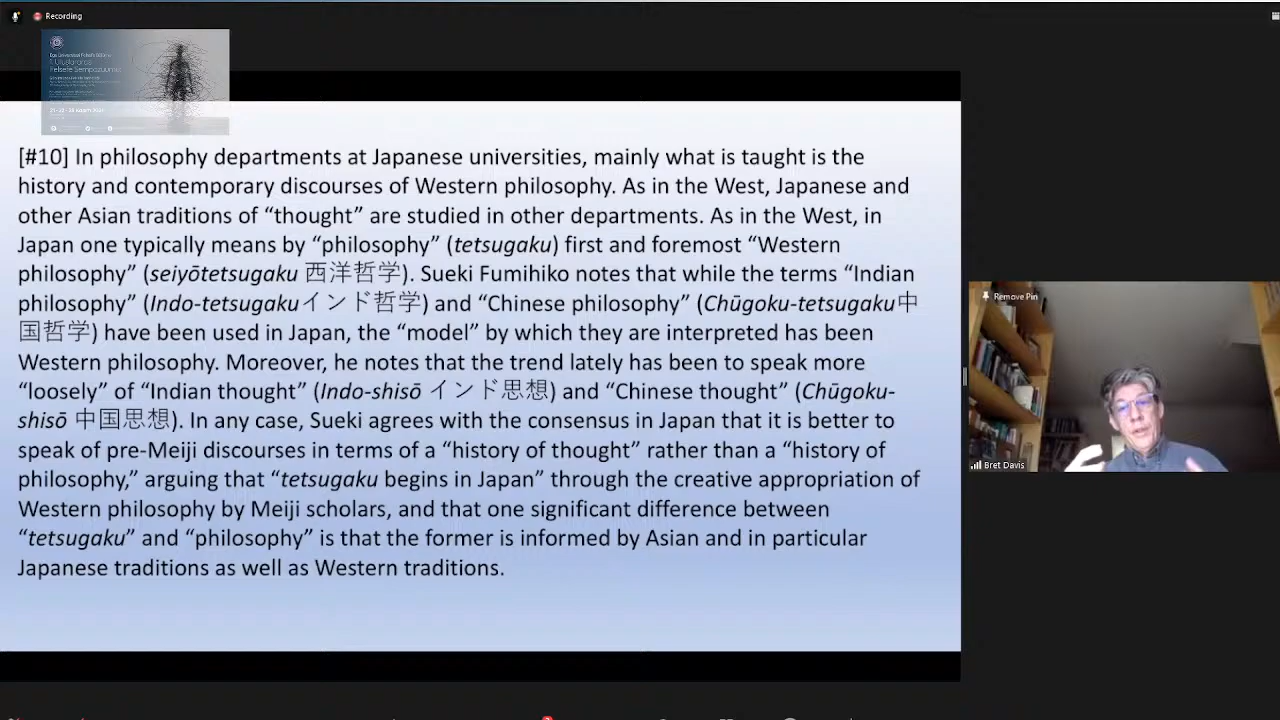 Recording
1.Uluslararası
Felsefe Sempozyumu
[#10] In philosophy departments at Japanese universities, mainly what is taught is the
history and contemporary discourses of Western philosophy. As in the West, Japanese and
other Asian traditions of “thought” are studied in other departments. As in the West, in
Japan one typically means by “philosophy” (tetsugaku) first and foremost “Western
philosophy” (seiyōtetsugaku 西洋哲学). Sueki Fumihiko notes that while the terms “Indian
philosophy” (Indo-tetsugakuインド哲学) and “Chinese philosophy” (Chūgoku-tetsugaku中
国哲学) have been used in Japan, the “model” by which they are interpreted has been
Western philosophy. Moreover, he notes that the trend lately has been to speak more
“loosely” of “Indian thought” (Indo-shisō インド思想) and “Chinese thought” (Chūgoku-
shisō 中国思想). In any case, Sueki agrees with the consensus in Japan that it is better to
speak of pre-Meiji discourses in terms of a “history of thought” rather than a “history of
philosophy,” arguing that “tetsugaku begins in Japan” through the creative appropriation of
Western philosophy by Meiji scholars, and that one significant difference between
“tetsugaku” and “philosophy” is that the former is informed by Asian and in particular
Japanese traditions as well as Western traditions.
Remove Pin
Bret Davis